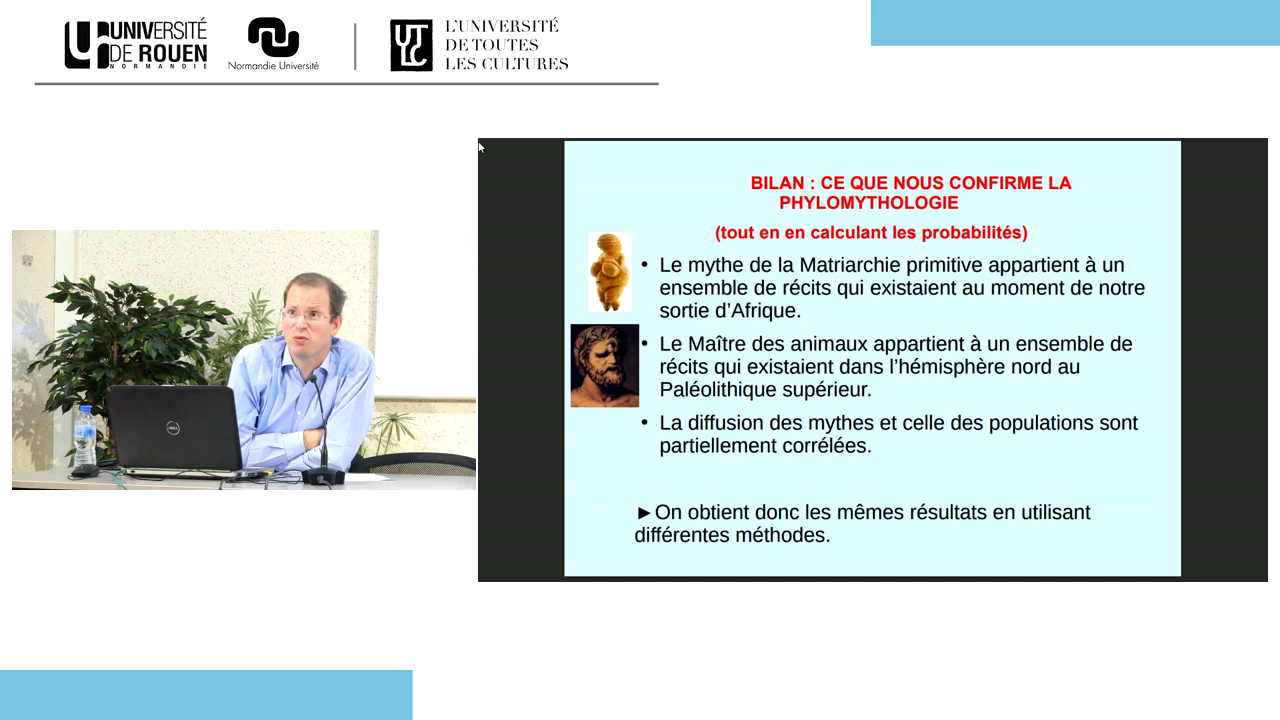 UNIVERSITÉ
DE ROUEN
NORMANDIE
Normandie Université
UTLC
L'UNIVERSITÉ
DE TOUTES
LES CULTURES
BILAN : CE QUE NOUS CONFIRME LA
PHYLOMYTHOLOGIE
(tout en en calculant les probabilités)
• Le mythe de la Matriarchie primitive appartient à un
ensemble de récits qui existaient au moment de notre
sortie d'Afrique.
• Le Maître des animaux appartient à un ensemble de
récits qui existaient dans l'hémisphère nord au
Paléolithique supérieur.
• La diffusion des mythes et celle des populations sont
partiellement corrélées.
►On obtient donc les mêmes résultats en utilisant
différentes méthodes.
DELL